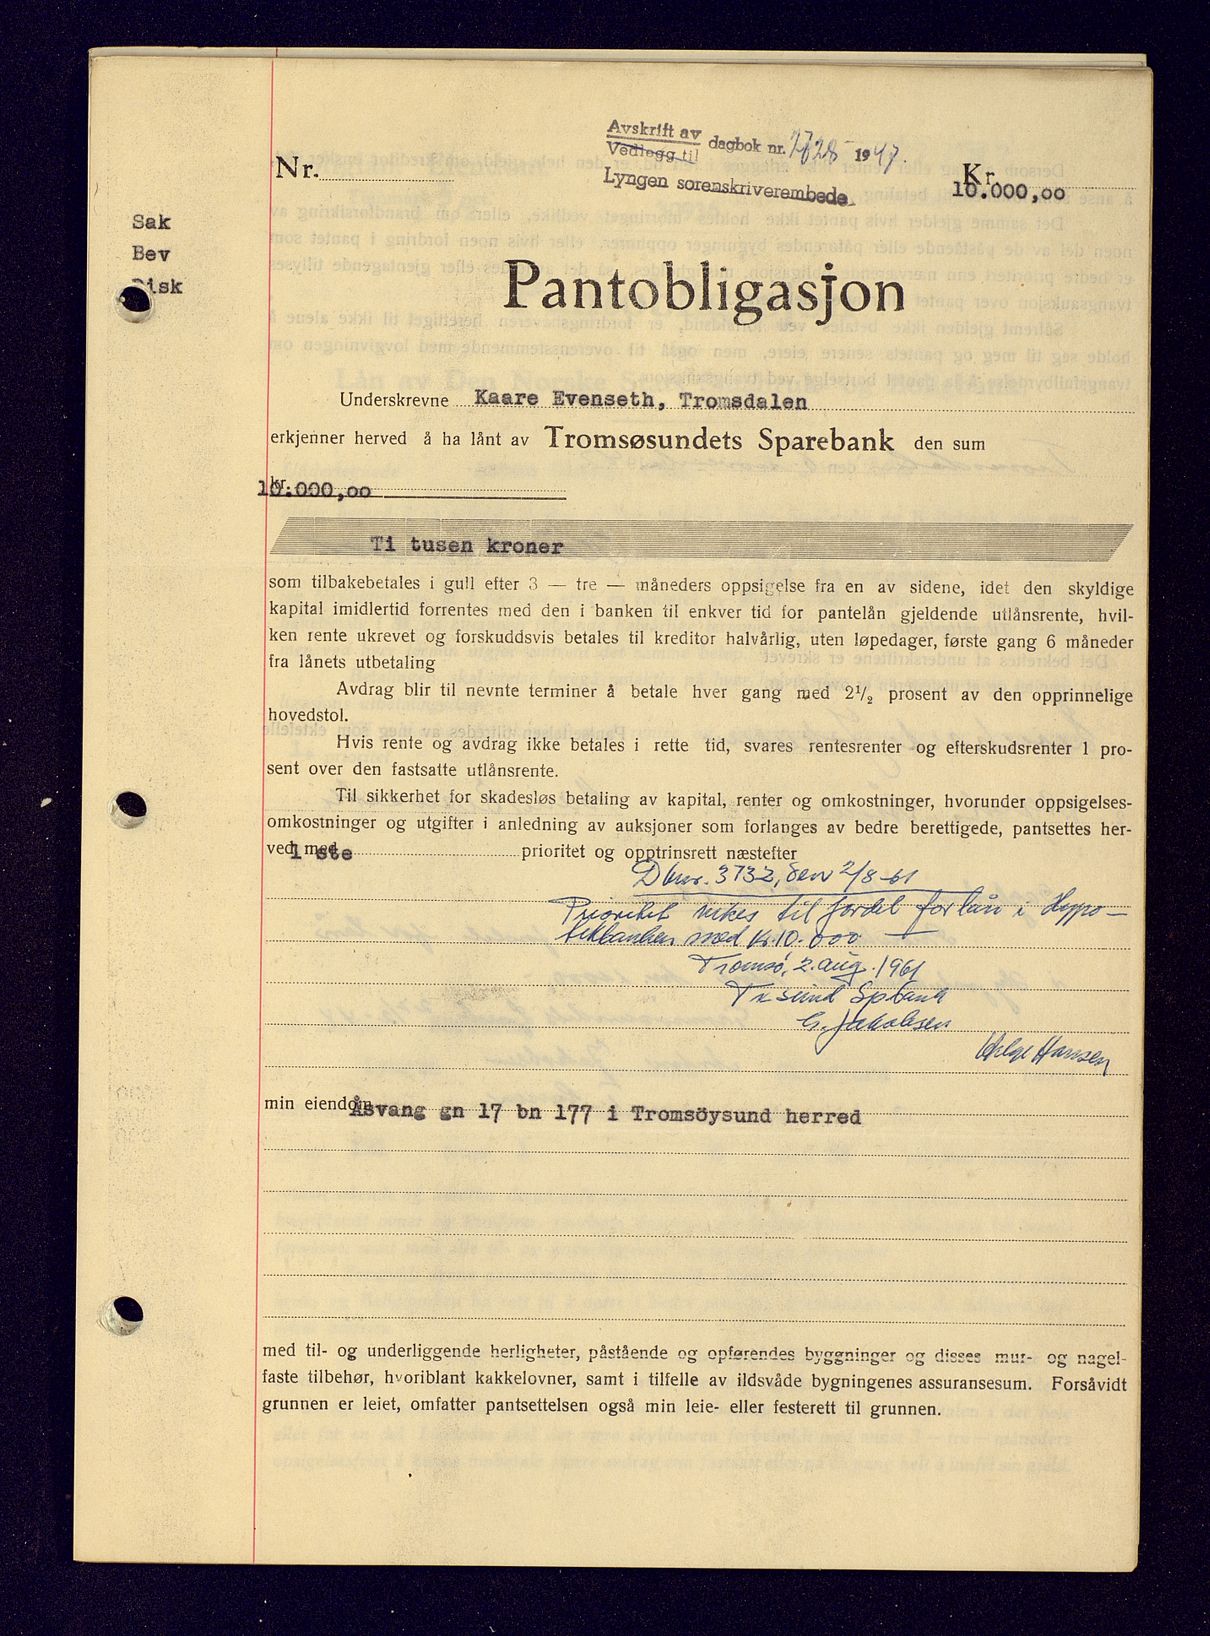 Avskrift av
Vedlegg til dagbok nr. 2728 1947.
Lyngen sorenskriverembede.
Nr.
Kr. 10.000,oo
Sak
Bev
Disk
Pantobligasjon
Underskrevne Kaare Evenseth, Tromsdalen
erkjenner herved å ha lånt av Tromsøsundets Sparebank den sum
kr. 10.000,oo
Ti tusen kroner
som tilbakebetales i gull efter 3 — tre — måneders oppsigelse fra en av sidene, idet den skyldige
kapital imidlertid forrentes med den i banken til enkver tid for pantelån gjeldende utlånsrente, hvil-
ken rente ukrevet og forskuddsvis betales til kreditor halvårlig, uten løpedager, første gang 6 måneder
fra lånets utbetaling
Avdrag blir til nevnte terminer å betale hver gang med 2½ prosent av den opprinnelige
hovedstol.
Hvis rente og avdrag ikke betales i rette tid, svares rentesrenter og efterskudsrenter 1 pro-
sent over den fastsatte utlånsrente.
Til sikkerhet for skadesløs betaling av kapital, renter og omkostninger, hvorunder oppsigelses-
omkostninger og utgifter i anledning av auksjoner som forlanges av bedre berettigede, pantsettes her-
ved med 1 ste prioritet og opptrinsrett næstefter
Dbnr. 3732, den 2/8-61
Prioritet vikes til fordel for lån i Hypo-
tekbanken med Kr. 10.000
Tromsø, 2. aug. 1961
Tr.sund Spbank
G. Jakobsen
Helge Hansen
min eiendom Åsvang gn 17 bn 177 i Tromsöysund herred
med til- og underliggende herligheter, påstående og opførendes byggninger og disses mur- og nagel-
faste tilbehør, hvoriblant kakkelovner, samt i tilfelle av ildsvåde bygningenes assuransesum. Forsåvidt
grunnen er leiet, omfatter pantsettelsen også min leie- eller festerett til grunnen.